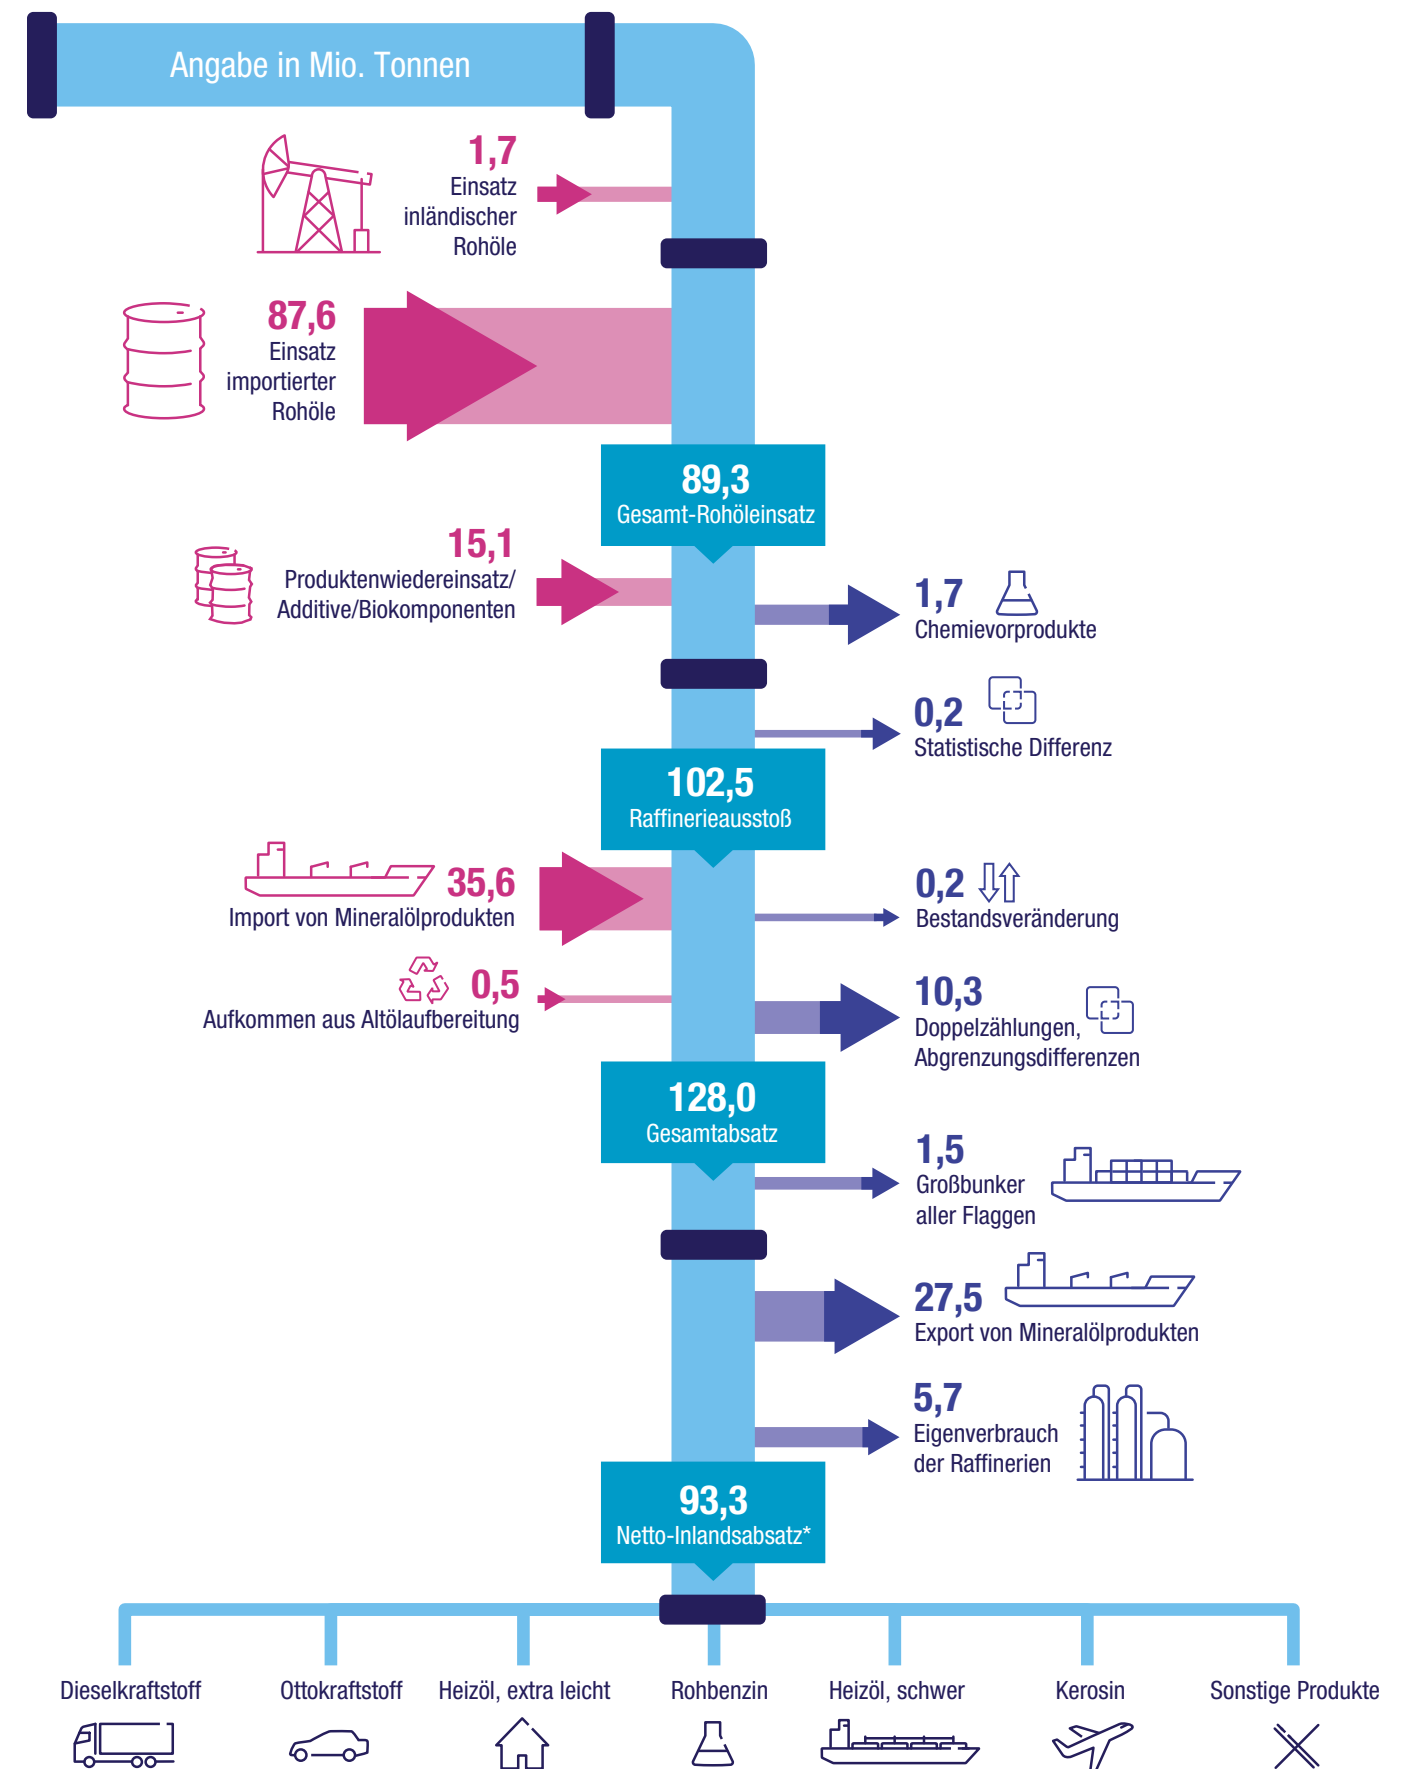 Angabe in Mio. Tonnen
1,7
Einsatz
inländischer
Rohöle
87,6
Einsatz
importierter
Rohöle
89,3
Gesamt-Rohöleinsatz
15,1
Produktenwiedereinsatz/
Additive/Biokomponenten
1,7
Chemievorprodukte
0,2
Statistische Differenz
102,5
Raffinerieausstoß
35,6
Import von Mineralölprodukten
0,2
Bestandsveränderung
0,5
Aufkommen aus Altölaufbereitung
10,3
Doppelzählungen,
Abgrenzungsdifferenzen
128,0
Gesamtabsatz
1,5
Großbunker
aller Flaggen
27,5
Export von Mineralölprodukten
5,7
Eigenverbrauch
der Raffinerien
93,3
Netto-Inlandsabsatz*
Dieselkraftstoff
Ottokraftstoff
Heizöl, extra leicht
Rohbenzin
Heizöl, schwer
Kerosin
Sonstige Produkte